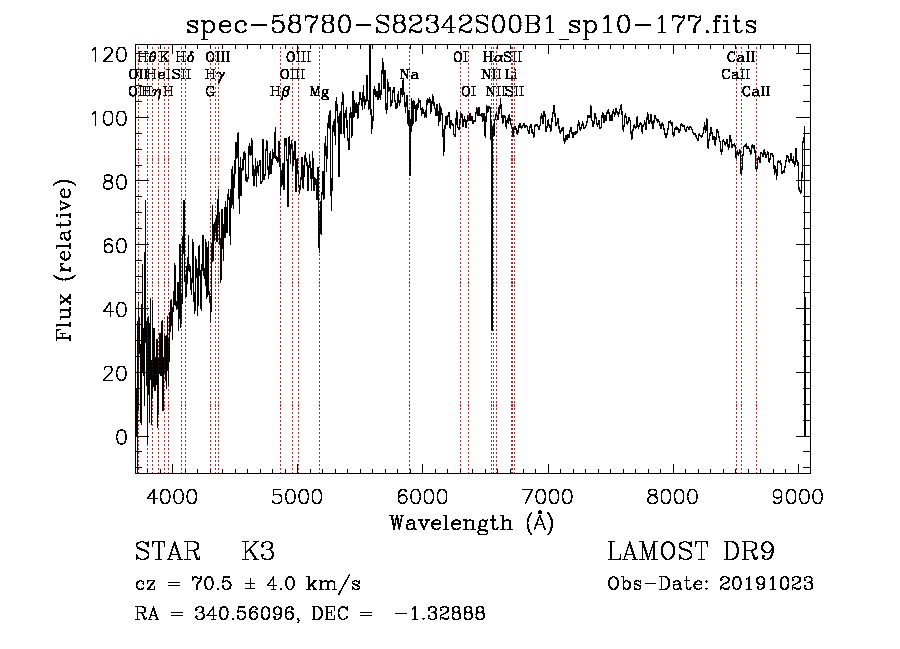 spec-58780-S82342S00B1_sp10-177.fits
Hθ K Hδ OIII OIII OI Hα SII CaII
OII HeI SII Hγ OIII Na NII Li CaII
OII Hη H G Hβ Mg OI NII SII CaII
120
100
80
60
40
20
0
Flux (relative)
4000 5000 6000 7000 8000 9000
Wavelength (Å)
STAR K3 LAMOST DR9
cz = 70.5 ± 4.0 km/s Obs-Date: 20191023
RA = 340.56096, DEC = -1.32888